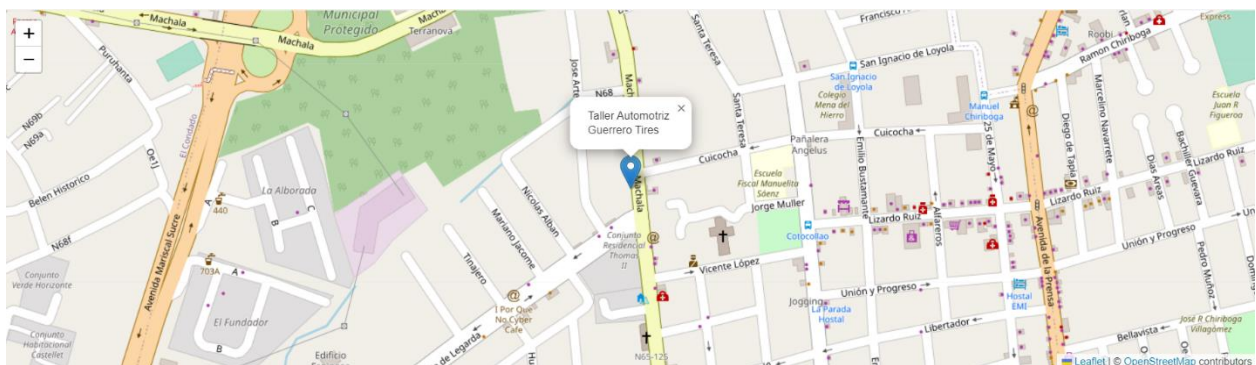 Machala
Municipal
Protegido
Machala
Terranova
Express
Roobi
Francisco
Ramon Chiriboga
+
−
Puruhanta
Santa Teresa
San Ignacio de Loyola
San Ignacio
de Loyola
Jose Arte
Machala
N68
Manuel
Chiriboga
Colegio
Mena del
Hierro
Santa Teresa
25 de Mayo
Marcelino Navarrete
Diego de Tapia
Escuela
Juan R
Figueroa
Taller Automotriz
Guerrero Tires
×
N69b
N69a
Oe1J
El Condado
Cuicocha
Cuicocha
Pañalera
Angelus
Emilio Bustamante
Dias Areas
Bachiller Guevara
Lizardo Ruiz
Belen Historico
La Alborada
A
B
C
440
Nicolas Alban
Machala
Escuela
Fiscal Manuelita
Sáenz
Jorge Muller
Lizardo Ruiz
Lizardo Ruiz
Alfareros
Mariano Jacome
Avenida Mariscal Sucre
N68f
Conjunto
Residencial
Thomas
II
Cotocollao
Avenida de la Prensa
Unión y Progreso
Tinajero
Conjunto
Verde Horizonte
703A
A
Vicente López
Pedro Muñoz
Unión y Progreso
Hostal
EMI
I Por Que
No.Cyber
Cafe
Jogging
La Parada
Hostal
El Fundador
B
Libertador
Bellavista
José R Chiriboga
Villagómez
Conjunto
Habitacional
Castellet
de Legarda
N65-125
Edificio
Leaflet | © OpenStreetMap contributors